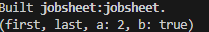 Built jobsheet:jobsheet.
(first, last, a: 2, b: true)